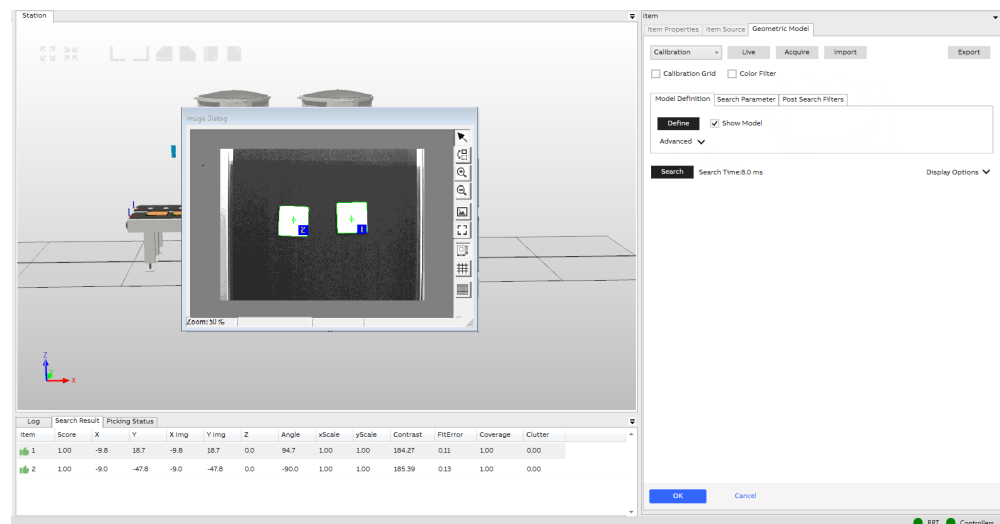 Station
Item
Item Properties Item Source Geometric Model
Calibration Live Acquire Import Export
Calibration Grid Color Filter
Model Definition Search Parameter Post Search Filters
Define Show Model
Advanced
Search Search Time:8.0 ms Display Options
Image Dialog
2 1
Zoom: 50 %
Z
Y
X
Log Search Result Picking Status
Item Score X Y X Img Y Img Z Angle xScale yScale Contrast FitError Coverage Clutter
1 1.00 -9.8 18.7 -9.8 18.7 0.0 94.7 1.00 1.00 184.27 0.11 1.00 0.00
2 1.00 -9.0 -47.8 -9.0 -47.8 0.0 -90.0 1.00 1.00 185.39 0.13 1.00 0.00
OK Cancel
RRT Controllers